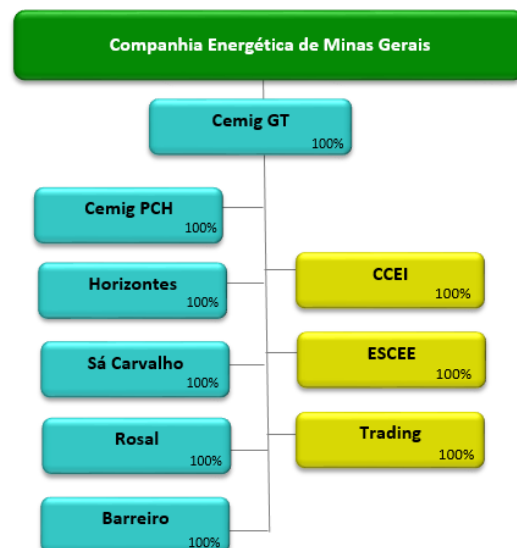 Companhia Energética de Minas Gerais
Cemig GT
100%
Cemig PCH
100%
Horizontes
100%
CCEI
100%
Sá Carvalho
100%
ESCEE
100%
Rosal
100%
Trading
100%
Barreiro
100%